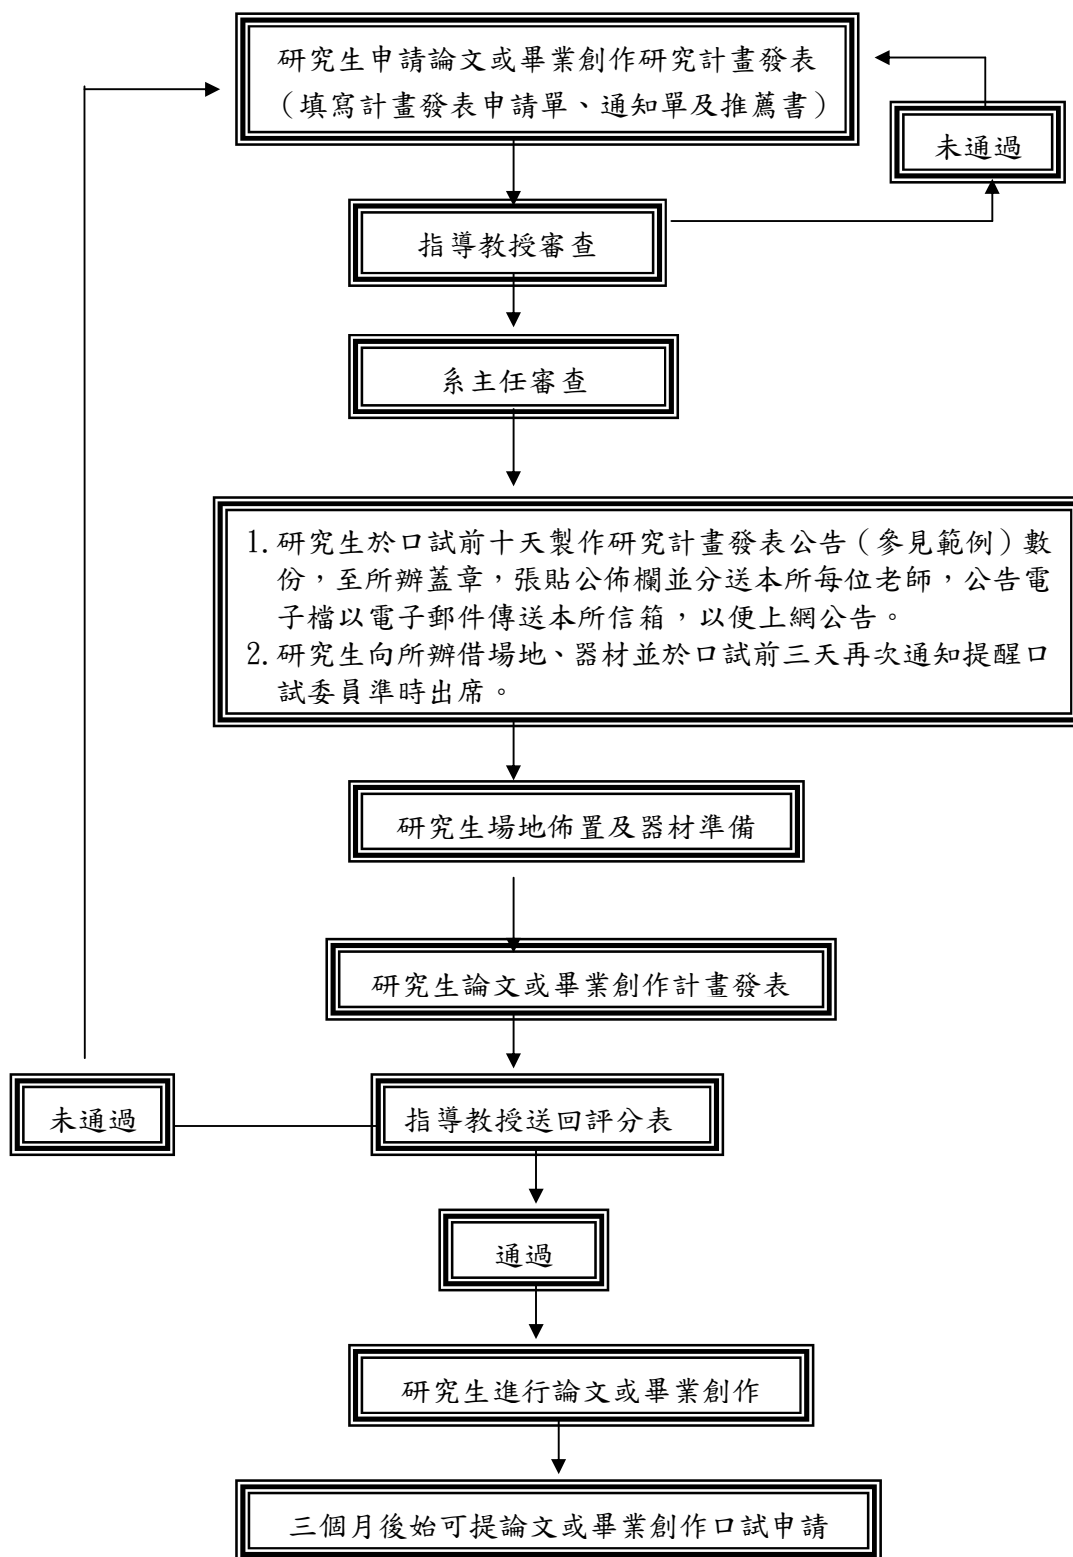 研究生申請論文或畢業創作研究計畫發表
（填寫計畫發表申請單、通知單及推薦書）
未通過
指導教授審查
系主任審查
1.研究生於口試前十天製作研究計畫發表公告（參見範例）數
份，至所辦蓋章，張貼公佈欄並分送本所每位老師，公告電
子檔以電子郵件傳送本所信箱，以便上網公告。
2.研究生向所辦借場地、器材並於口試前三天再次通知提醒口
試委員準時出席。
研究生場地佈置及器材準備
研究生論文或畢業創作計畫發表
未通過
指導教授送回評分表
通過
研究生進行論文或畢業創作
三個月後始可提論文或畢業創作口試申請